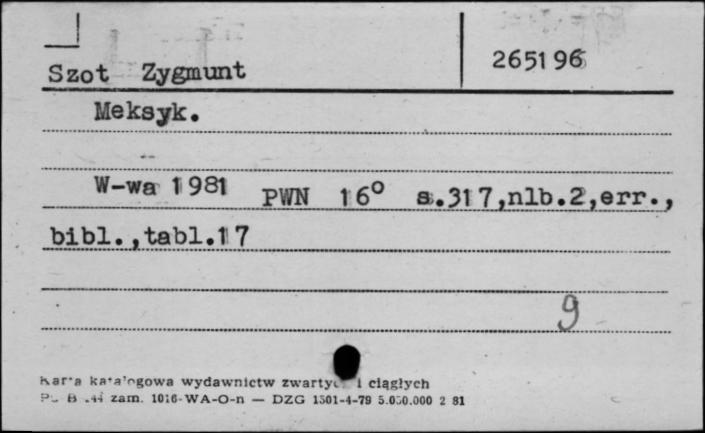 265196
Szot Zygmunt
Meksyk.
W-wa 1981 PWN 16° s.317,nlb.2,err.,
bibl.,tabl.17
9
Karta katalogowa wydawnictw zwartych i ciągłych
zam. 1016-WA-O-n — DZG 1301-4-79 5.000.000 2 81